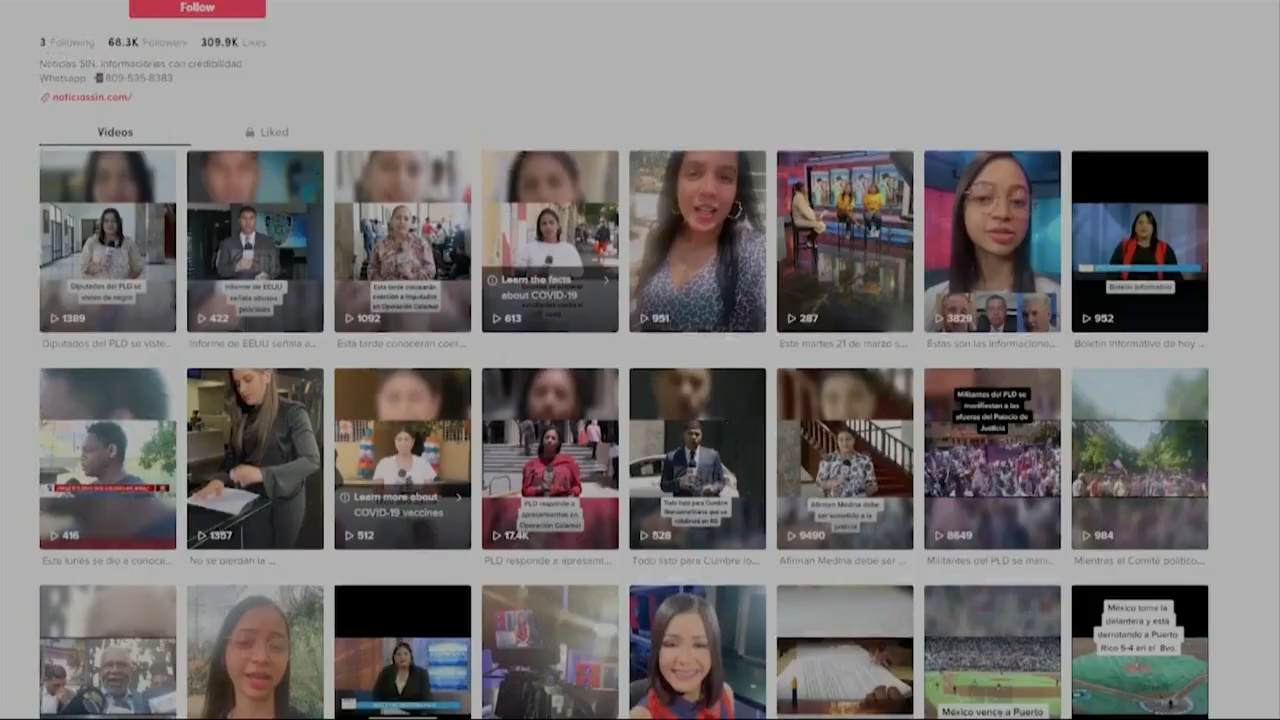 Follow
3 Following 68.3K Followers 309.9K Likes
Noticias SIN, informaciones con credibilidad
Whatsapp: 809-535-8383
noticiassin.com/
Videos
Liked
Diputados del PLD se
visten de negro
1389
Informe de EEUU
señala abusos
policiales
422
Esta tarde conocerán
coerción a imputados
en Operación Calamar
1092
Learn the facts
about COVID-19
613
951
287
3829
Boletín Informativo
952
Diputados del PLD se viste...
Informe de EEUU señala a...
Esta tarde conocerán coer...
Este martes 21 de marzo s...
Estas son las informacione...
Boletín Informativo de hoy ...
416
1357
Learn more about
COVID-19 vaccines
512
PLD responde a
apresamientos en
Operación Calamar
17.4K
Todo listo para Cumbre
Iberoamericana que se
celebrará en RD
528
Afirman Medina debe
ser sometido a la
justicia
9490
Militantes del PLD se
manifiestan a las
afueras del Palacio de
Justicia
8649
984
Este lunes se dio a conoce...
No se pierdan la ...
PLD responde a apresami...
Todo listo para Cumbre Ib...
Afirman Medina debe ser ...
Militantes del PLD se mani...
Mientras el Comité político...
México vence a Puerto
México tome la
delantera y está
derrotando a Puerto
Rico 5-4 en el 8vo.